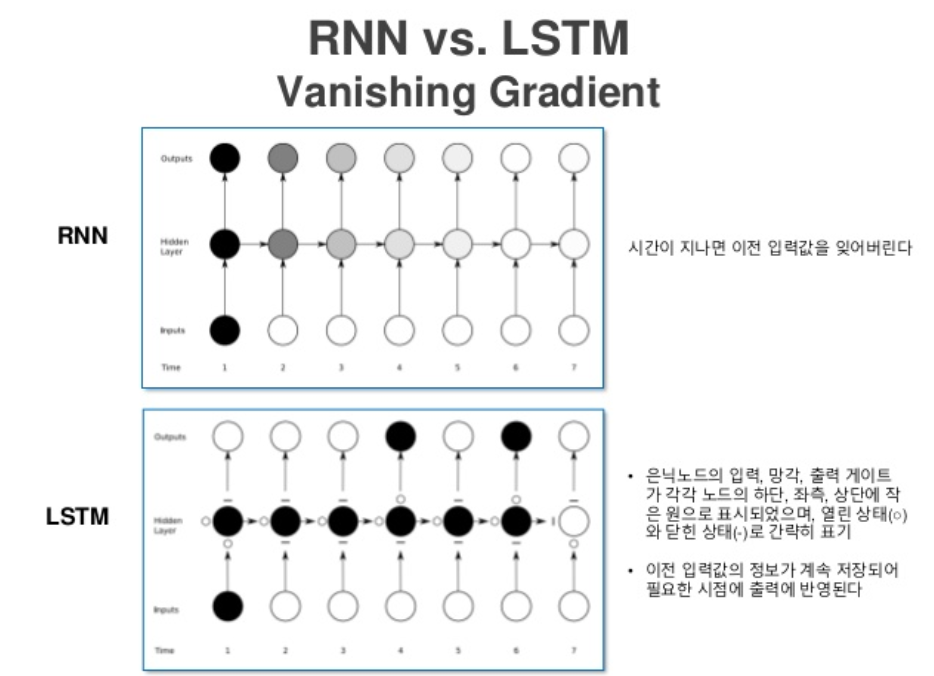 RNN vs. LSTM
Vanishing Gradient
RNN
Outputs
Hidden
Layer
Inputs
Time 1 2 3 4 5 6 7
시간이 지나면 이전 입력값을 잊어버린다
LSTM
Outputs
Hidden
Layer
Inputs
Time 1 2 3 4 5 6 7
• 은닉노드의 입력, 망각, 출력 게이트
가 각각 노드의 하단, 좌측, 상단에 작
은 원으로 표시되었으며, 열린 상태(○)
와 닫힌 상태(-)로 간략히 표기
• 이전 입력값의 정보가 계속 저장되어
필요한 시점에 출력에 반영된다